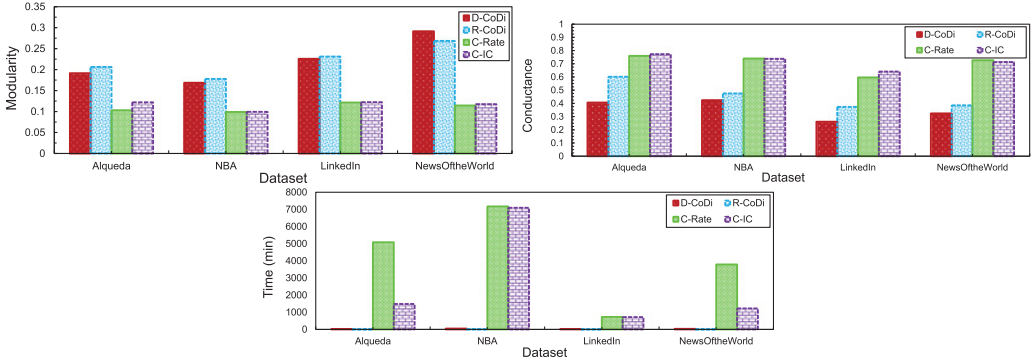 Modularity
0.35
0.3
0.25
0.2
0.15
0.1
0.05
0
D-CoDi
R-CoDi
C-Rate
C-IC
Alqueda NBA LinkedIn NewsOftheWorld
Dataset
Conductance
1
0.9
0.8
0.7
0.6
0.5
0.4
0.3
0.2
0.1
0
D-CoDi R-CoDi
C-Rate C-IC
Alqueda NBA LinkedIn NewsOftheWorld
Dataset
Time (min)
8000
7000
6000
5000
4000
3000
2000
1000
0
D-CoDi R-CoDi
C-Rate C-IC
Alqueda NBA LinkedIn NewsOftheWorld
Dataset